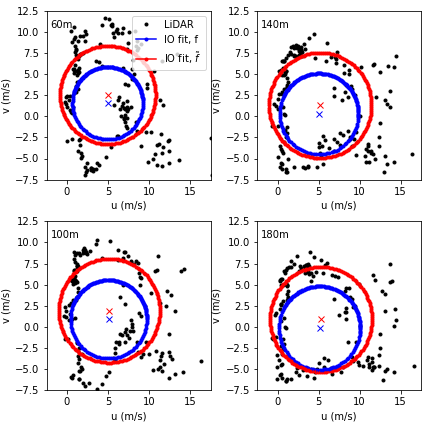 12.5
10.0
7.5
5.0
2.5
0.0
−2.5
−5.0
−7.5
v (m/s)
60m
LiDAR
IO fit, f
IO fit, f̃
0 5 10 15
u (m/s)
12.5
10.0
7.5
5.0
2.5
0.0
−2.5
−5.0
−7.5
v (m/s)
140m
0 5 10 15
u (m/s)
12.5
10.0
7.5
5.0
2.5
0.0
−2.5
−5.0
−7.5
v (m/s)
100m
0 5 10 15
u (m/s)
12.5
10.0
7.5
5.0
2.5
0.0
−2.5
−5.0
−7.5
v (m/s)
180m
0 5 10 15
u (m/s)